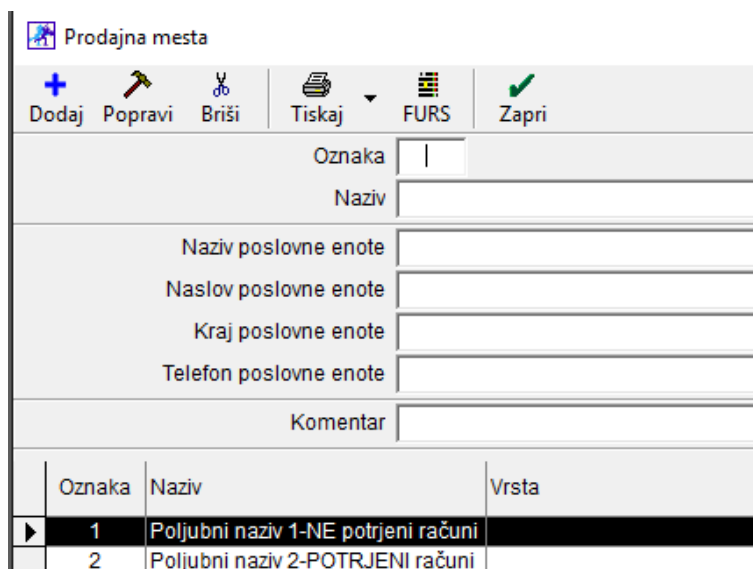 Prodajna mesta
Dodaj Popravi Briši Tiskaj FURS Zapri
Oznaka
Naziv
Naziv poslovne enote
Naslov poslovne enote
Kraj poslovne enote
Telefon poslovne enote
Komentar
Oznaka Naziv Vrsta
1 Poljubni naziv 1-NE potrjeni računi
2 Poljubni naziv 2-POTRJENI računi